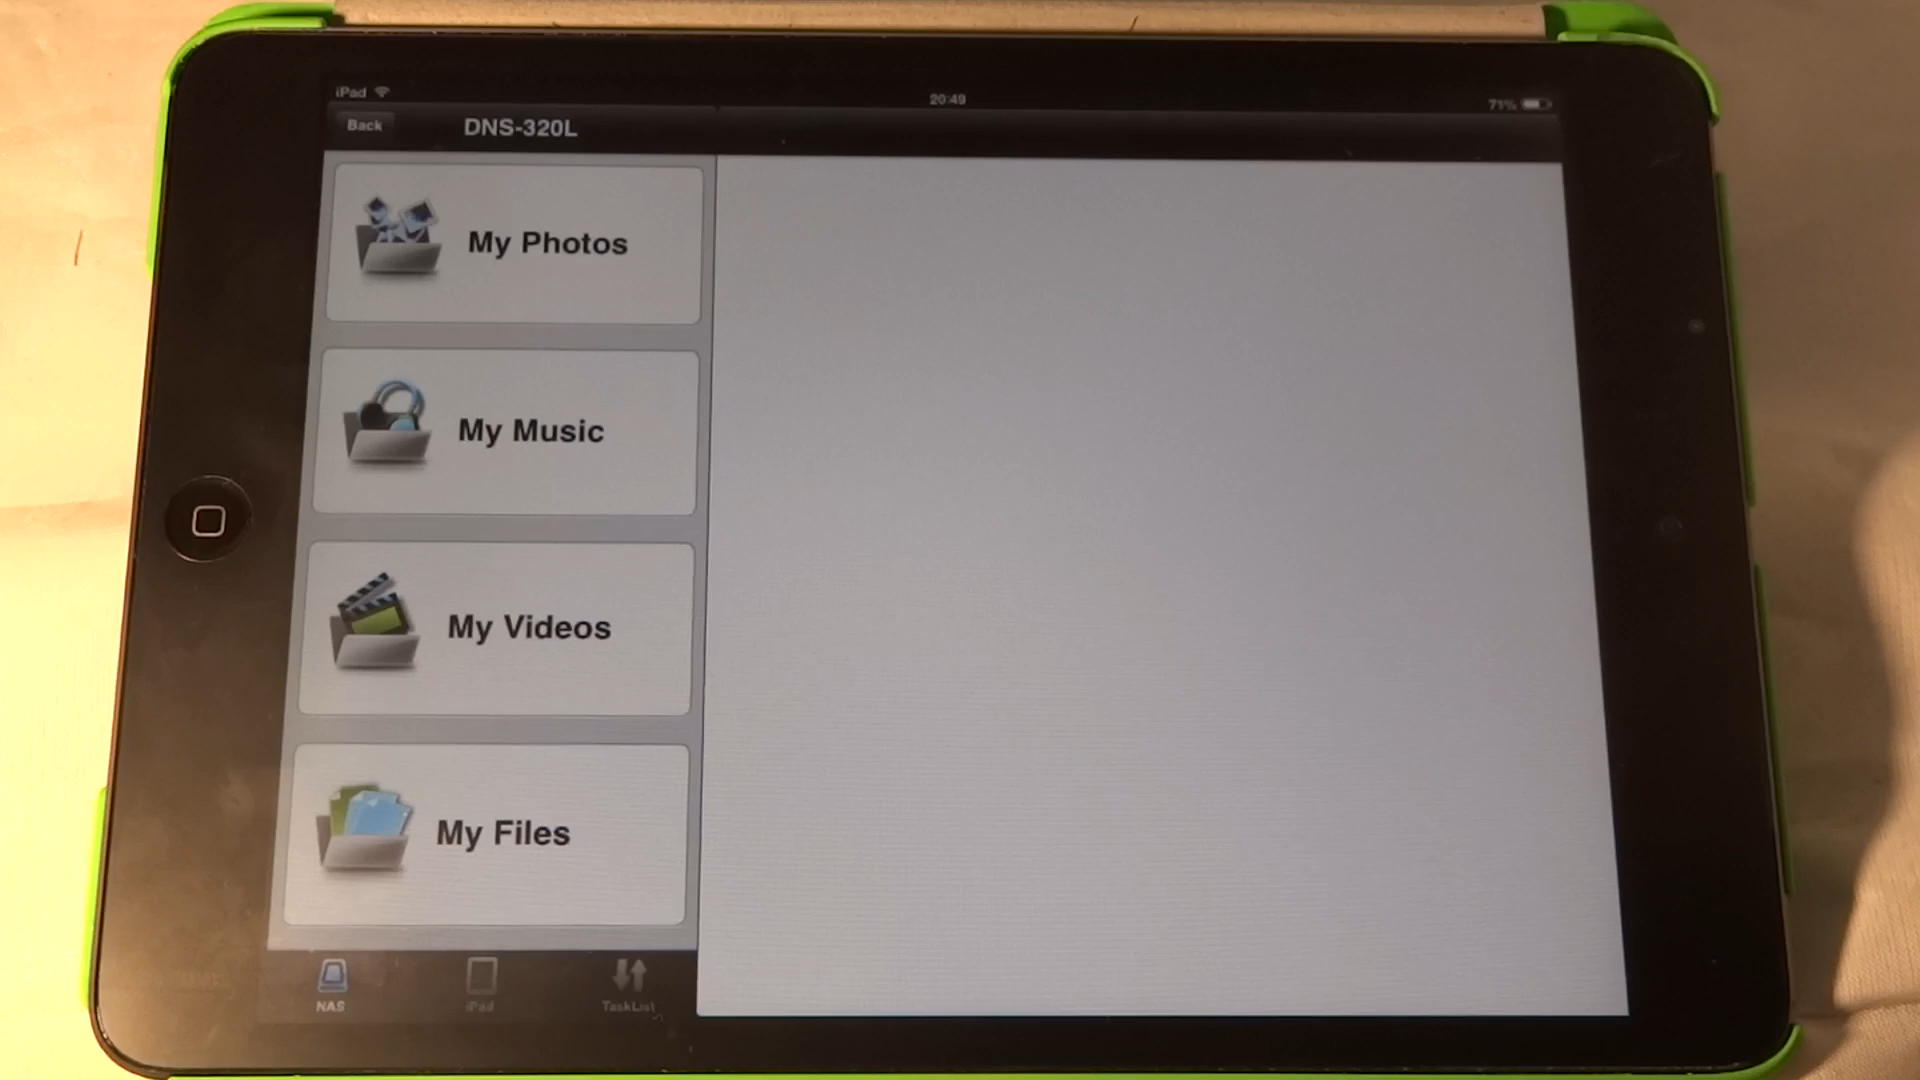 iPad
20:49
71%
Back
DNS-320L
My Photos
My Music
My Videos
My Files
NAS
iPad
TaskList